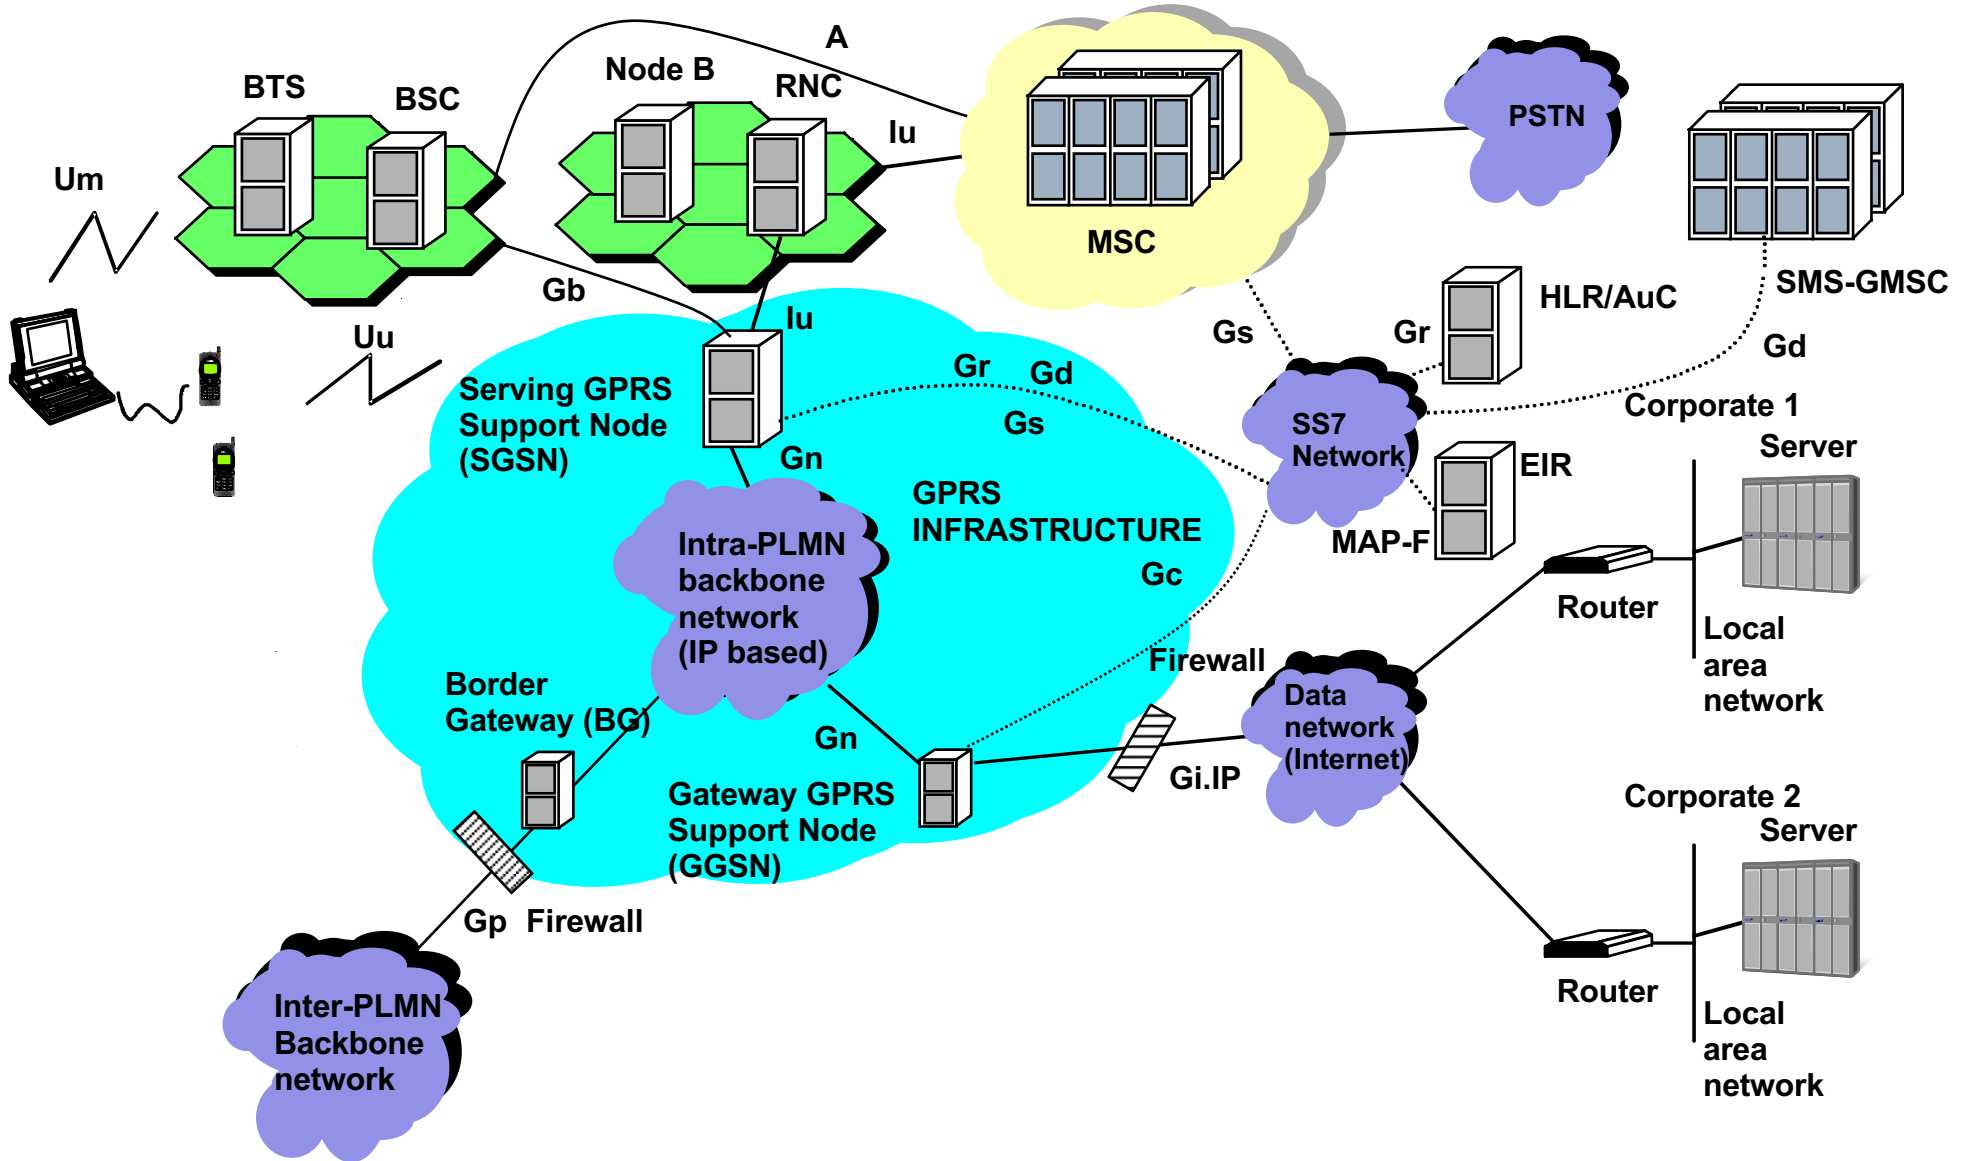 A
Node B
RNC
BTS
BSC
Iu
PSTN
Um
MSC
SMS-GMSC
HLR/AuC
Gb
Iu
Uu
Gs
Gr
Gd
Gr
Gd
Gs
Serving GPRS
Support Node
(SGSN)
Gn
SS7
Network
EIR
MAP-F
Corporate 1
Server
GPRS
INFRASTRUCTURE
Gc
Intra-PLMN
backbone
network
(IP based)
Router
Local
area
network
Firewall
Border
Gateway (BG)
Data
network
(Internet)
Gn
Gi.IP
Gateway GPRS
Support Node
(GGSN)
Corporate 2
Server
Gp Firewall
Inter-PLMN
Backbone
network
Router
Local
area
network